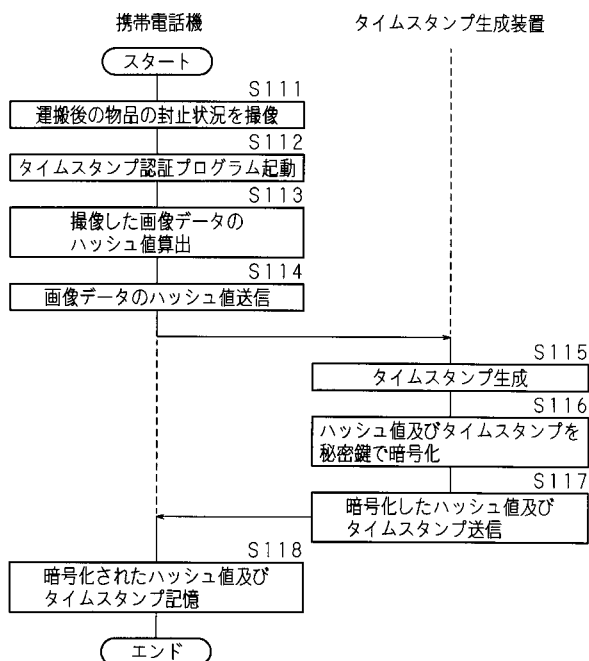 携帯電話機
タイムスタンプ生成装置
スタート
S111
運搬後の物品の封止状況を撮像
S112
タイムスタンプ認証プログラム起動
S113
撮像した画像データの
ハッシュ値算出
S114
画像データのハッシュ値送信
S115
タイムスタンプ生成
S116
ハッシュ値及びタイムスタンプを
秘密鍵で暗号化
S117
暗号化したハッシュ値及び
タイムスタンプ送信
S118
暗号化されたハッシュ値及び
タイムスタンプ記憶
エンド